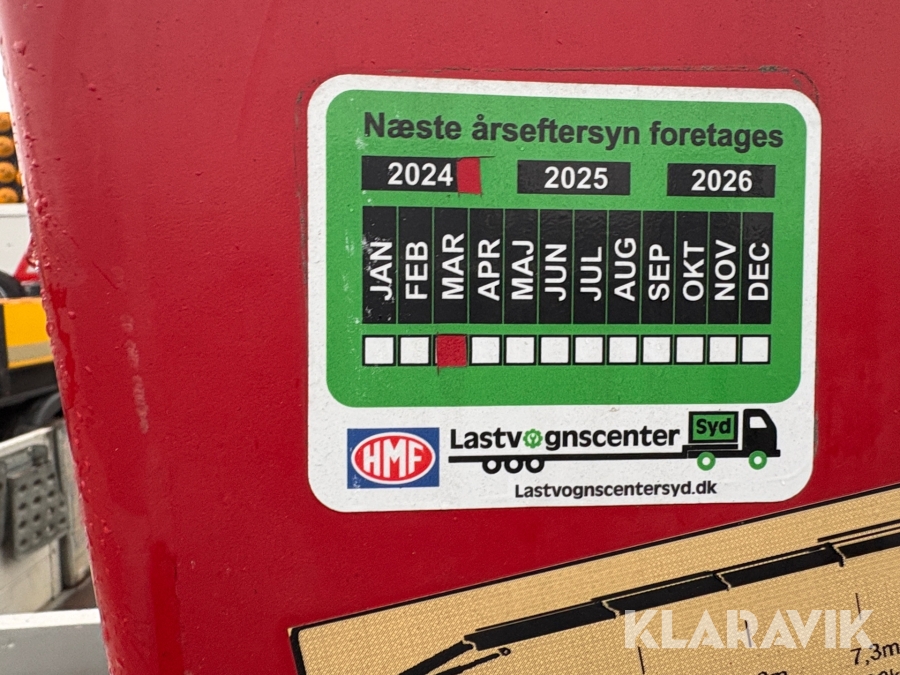 Næste årseftersyn foretages
2024 2025 2026
JAN FEB MAR APR MAJ JUN JUL AUG SEP OKT NOV DEC
HMF Lastvognscenter Syd
Lastvognscentersyd.dk
KLARAVIK
7,3m